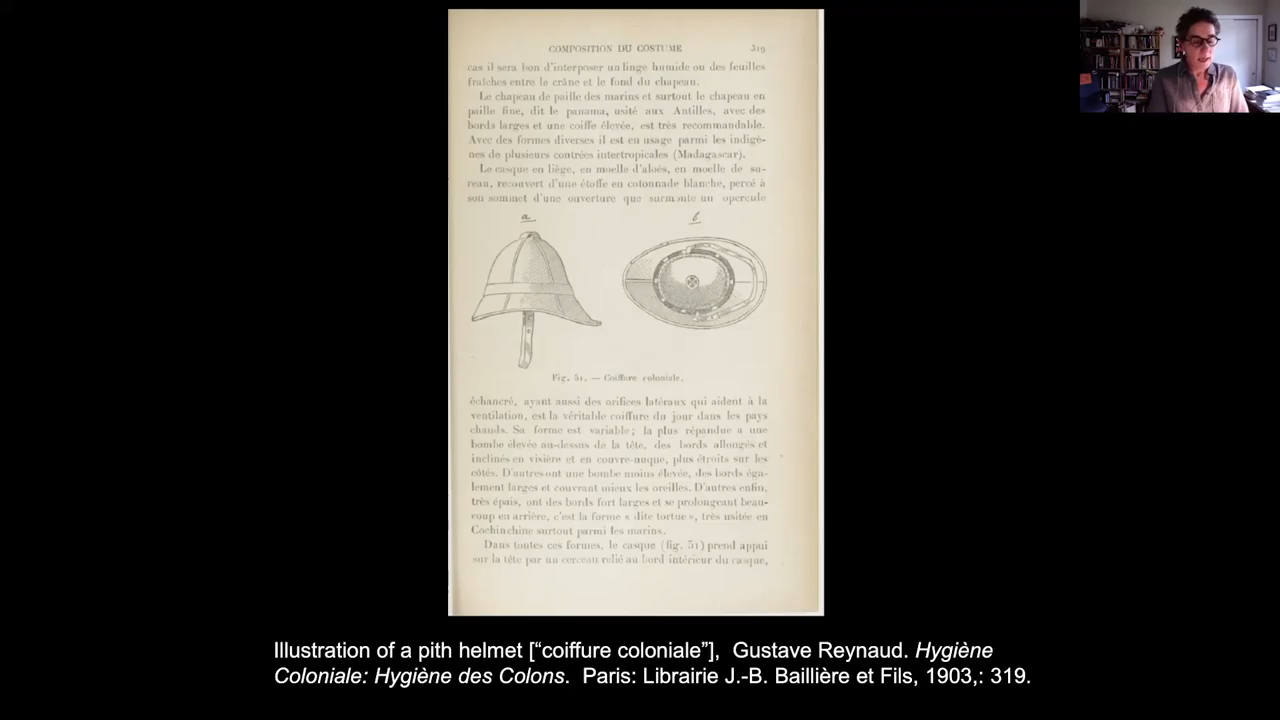 COMPOSITION DU COSTUME 319
cas il sera bon d'interposer un linge humide ou des feuilles
fraîches entre le crâne et le fond du chapeau.
Le chapeau de paille des marins et surtout le chapeau en
paille fine, dit le panama, usité aux Antilles, avec des
bords larges et une coiffe élevée, est très recommandable.
Avec des formes diverses il est en usage parmi les indigè-
nes de plusieurs contrées intertropicales (Madagascar).
Le casque en liège, en moelle d'aloès, en moelle de su-
reau, recouvert d'une étoffe en cotonnade blanche, percé à
son sommet d'une ouverture que surmonte un opercule
a b
Fig. 51. — Coiffure coloniale.
échancré, ayant aussi des orifices latéraux qui aident à la
ventilation, est la véritable coiffure du jour dans les pays
chauds. Sa forme est variable ; la plus répandue a une
bombe élevée au-dessus de la tête, des bords allongés et
inclinés en visière et en couvre-nuque, plus étroits sur les
côtés. D'autres ont une bombe moins élevée, des bords éga-
lement larges et couvrant mieux les oreilles. D'autres enfin,
très épais, ont des bords fort larges et se prolongeant beau-
coup en arrière, c'est la forme « dite tortue », très usitée en
Cochinchine surtout parmi les marins.
Dans toutes ces formes, le casque (fig. 51) prend appui
sur la tête par un cerceau relié au bord intérieur du casque,
Illustration of a pith helmet [“coiffure coloniale”], Gustave Reynaud. Hygiène
Coloniale: Hygiène des Colons. Paris: Librairie J.-B. Baillière et Fils, 1903,: 319.